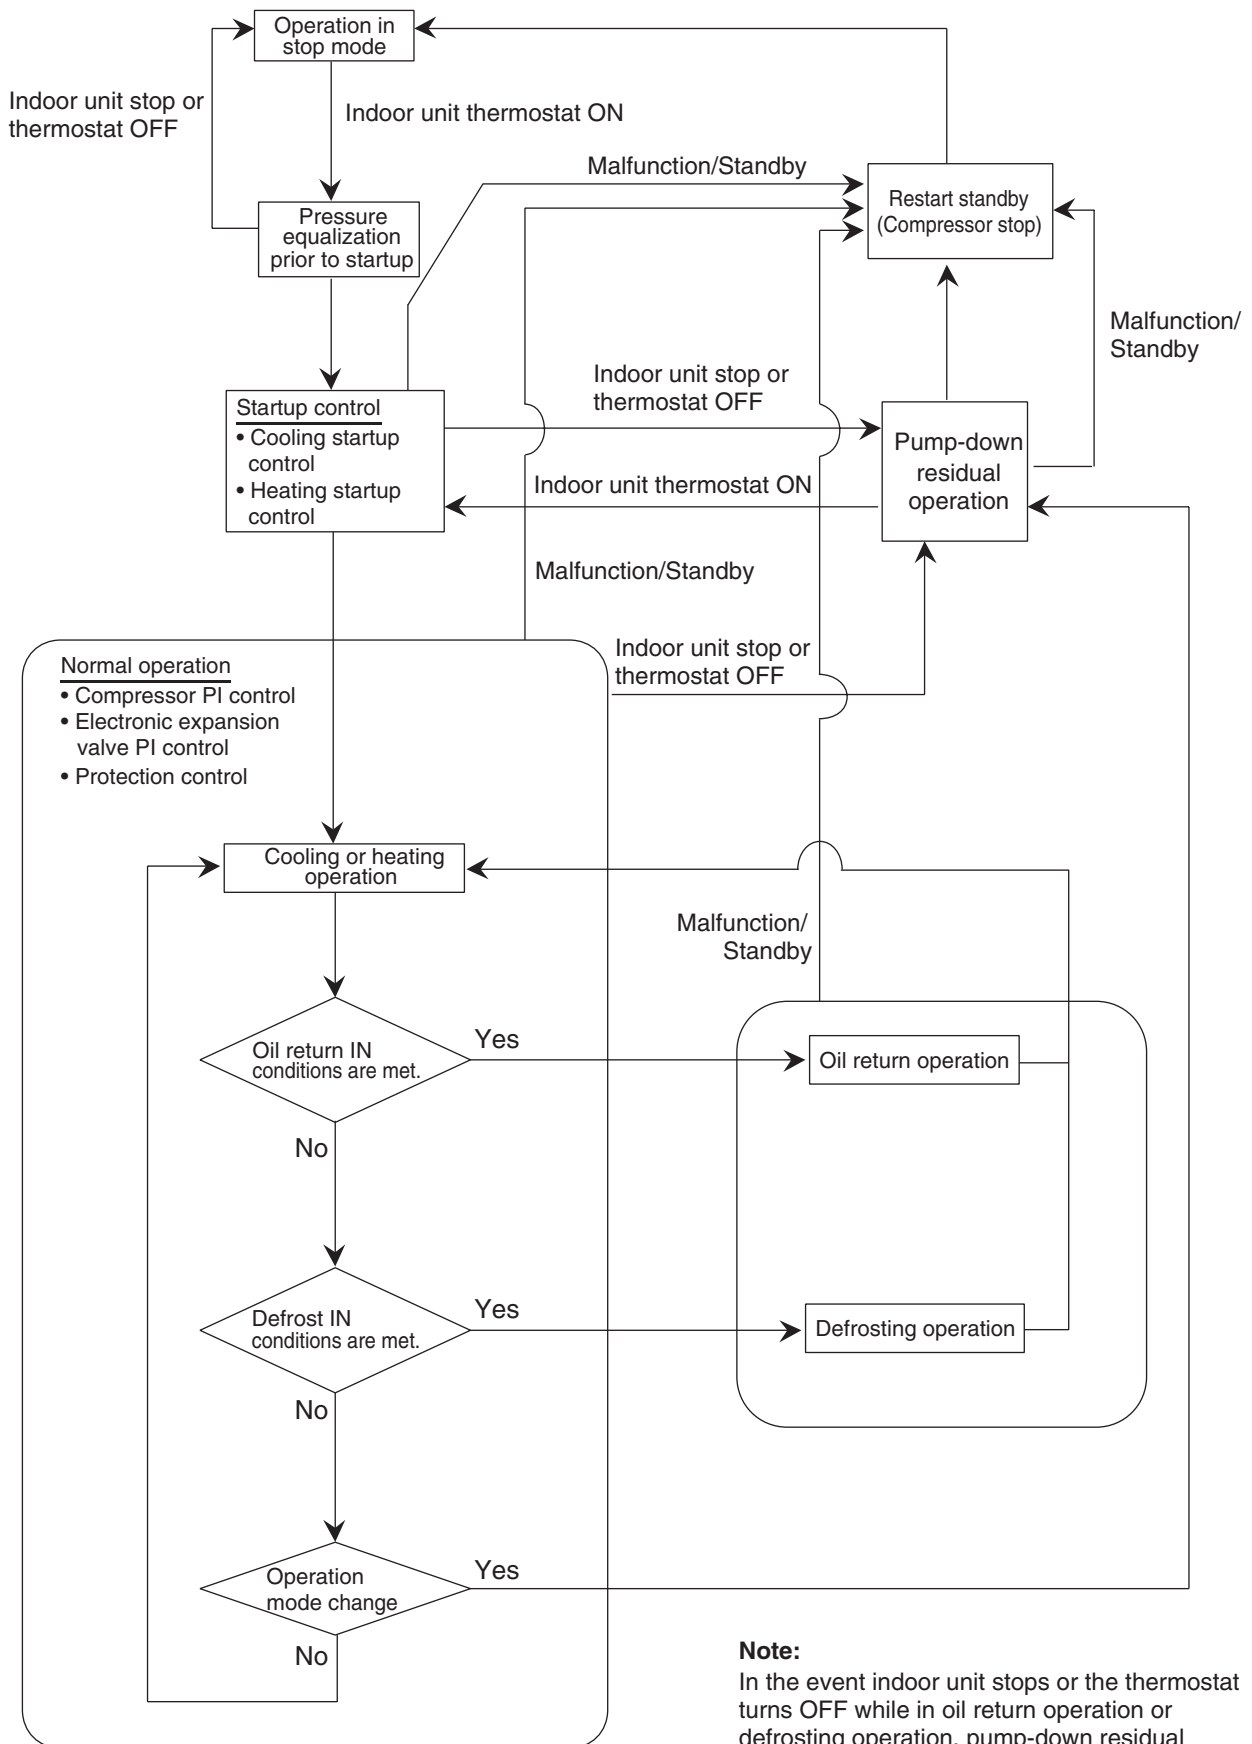 Operation in
stop mode
Indoor unit stop or
thermostat OFF
Indoor unit thermostat ON
Malfunction/Standby
Restart standby
(Compressor stop)
Pressure
equalization
prior to startup
Malfunction/
Standby
Indoor unit stop or
thermostat OFF
Startup control
• Cooling startup
control
• Heating startup
control
Pump-down
residual
operation
Indoor unit thermostat ON
Malfunction/Standby
Indoor unit stop or
thermostat OFF
Normal operation
• Compressor PI control
• Electronic expansion
valve PI control
• Protection control
Cooling or heating
operation
Malfunction/
Standby
Oil return IN
conditions are met.
Yes
Oil return operation
No
Defrost IN
conditions are met.
Yes
Defrosting operation
No
Operation
mode change
Yes
No
Note:
In the event indoor unit stops or the thermostat
turns OFF while in oil return operation or
defrosting operation, pump-down residual